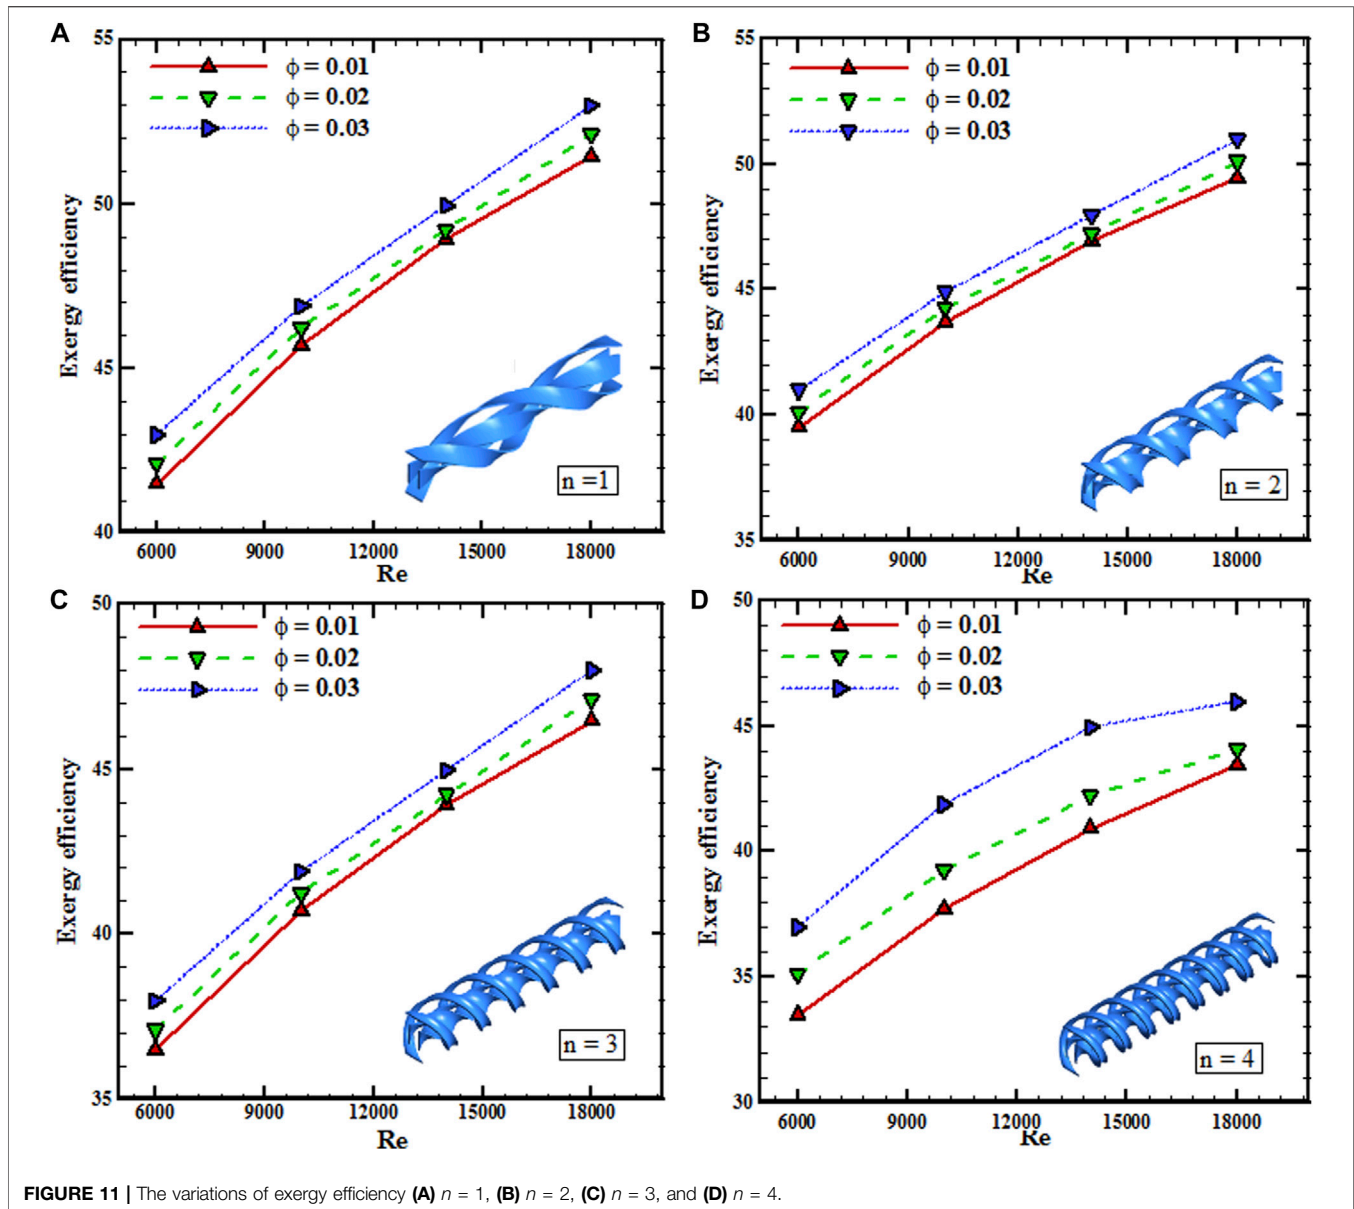 A
55
50
45
40
Exergy efficiency
ϕ = 0.01
ϕ = 0.02
ϕ = 0.03
n =1
6000 9000 12000 15000 18000
Re
B
55
50
45
40
35
Exergy efficiency
ϕ = 0.01
ϕ = 0.02
ϕ = 0.03
n = 2
6000 9000 12000 15000 18000
Re
C
50
45
40
35
Exergy efficiency
ϕ = 0.01
ϕ = 0.02
ϕ = 0.03
n = 3
6000 9000 12000 15000 18000
Re
D
50
45
40
35
30
Exergy efficiency
ϕ = 0.01
ϕ = 0.02
ϕ = 0.03
n = 4
6000 9000 12000 15000 18000
Re
FIGURE 11 | The variations of exergy efficiency (A) n = 1, (B) n = 2, (C) n = 3, and (D) n = 4.